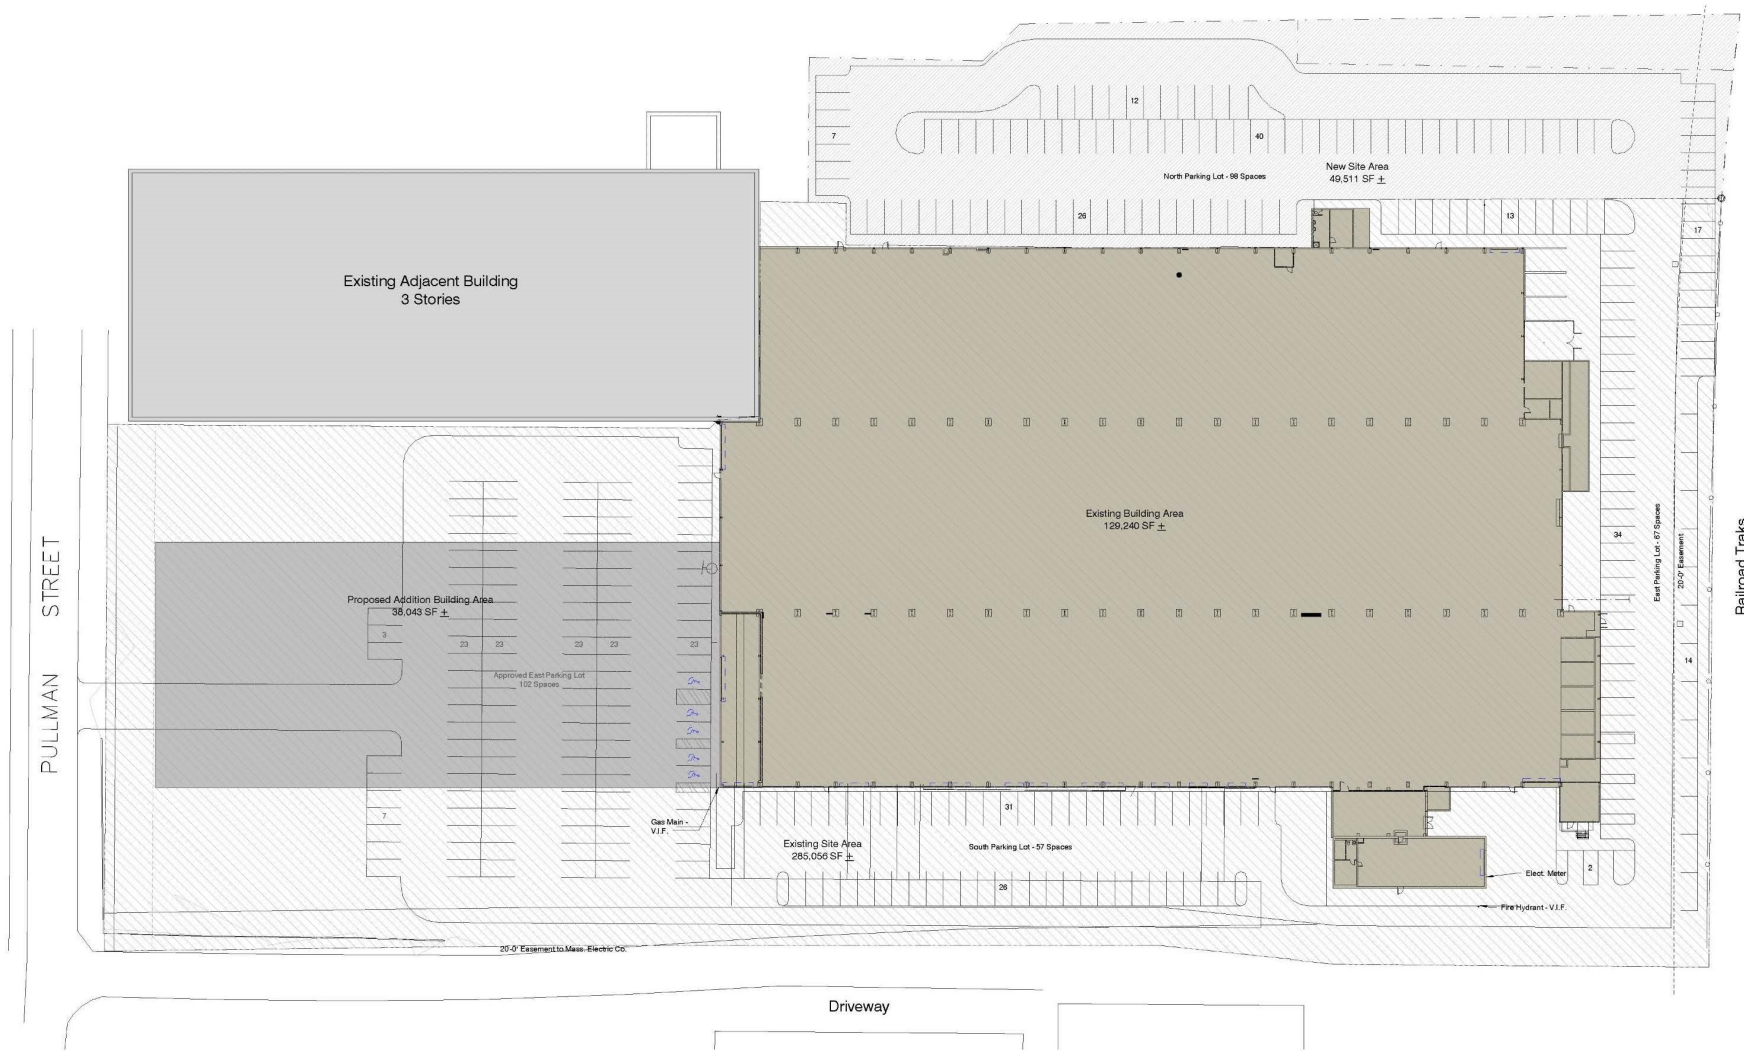 12
7
40
New Site Area
49,511 SF ±
North Parking Lot - 98 Spaces
26
13
17
Existing Adjacent Building
3 Stories
Existing Building Area
129,240 SF ±
34
East Parking Lot - 67 Spaces
20-0' Easement
Railroad Traks
PULLMAN STREET
Proposed Addition Building Area
38,043 SF ±
3
23
23
23
23
23
Approved East Parking Lot
102 Spaces
14
7
Gas Main -
V.I.F.
31
Existing Site Area
285,056 SF ±
South Parking Lot - 57 Spaces
26
2
Elect. Meter
Fire Hydrant - V.I.F.
20-0' Easement to Mass. Electric Co.
Driveway